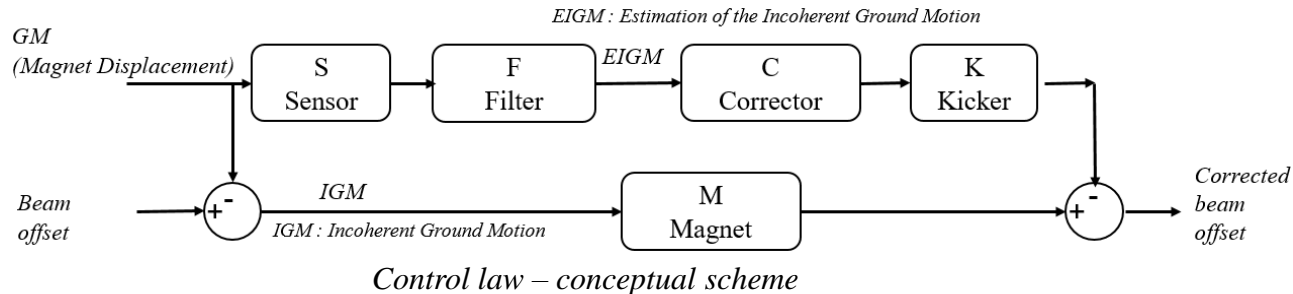 EIGM : Estimation of the Incoherent Ground Motion
GM
(Magnet Displacement)
S
Sensor
F
Filter
EIGM
C
Corrector
K
Kicker
Beam
offset
+
-
IGM
IGM : Incoherent Ground Motion
M
Magnet
+
-
Corrected
beam
offset
Control law – conceptual scheme